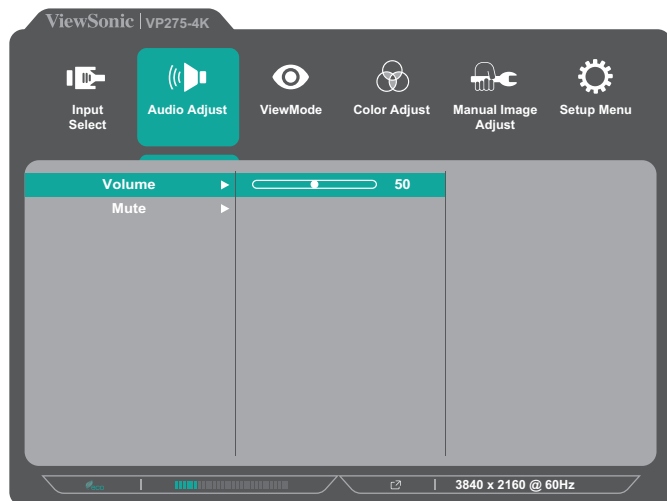 ViewSonic | VP275-4K
Input Select
Audio Adjust
ViewMode
Color Adjust
Manual Image Adjust
Setup Menu
Volume
50
Mute
eco
3840 x 2160 @ 60Hz